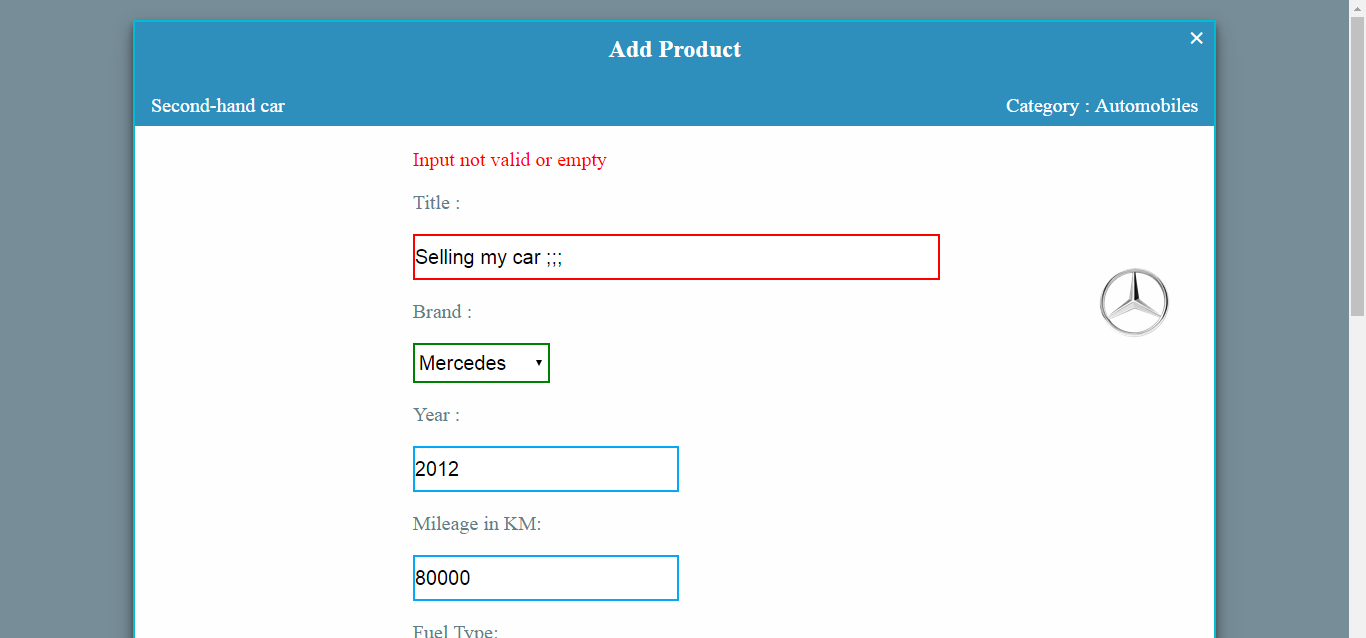 Add Product
✕
Second-hand car
Category : Automobiles
Input not valid or empty
Title :
Selling my car ;;;
Brand :
Mercedes
Year :
2012
Mileage in KM:
80000
Fuel Type: